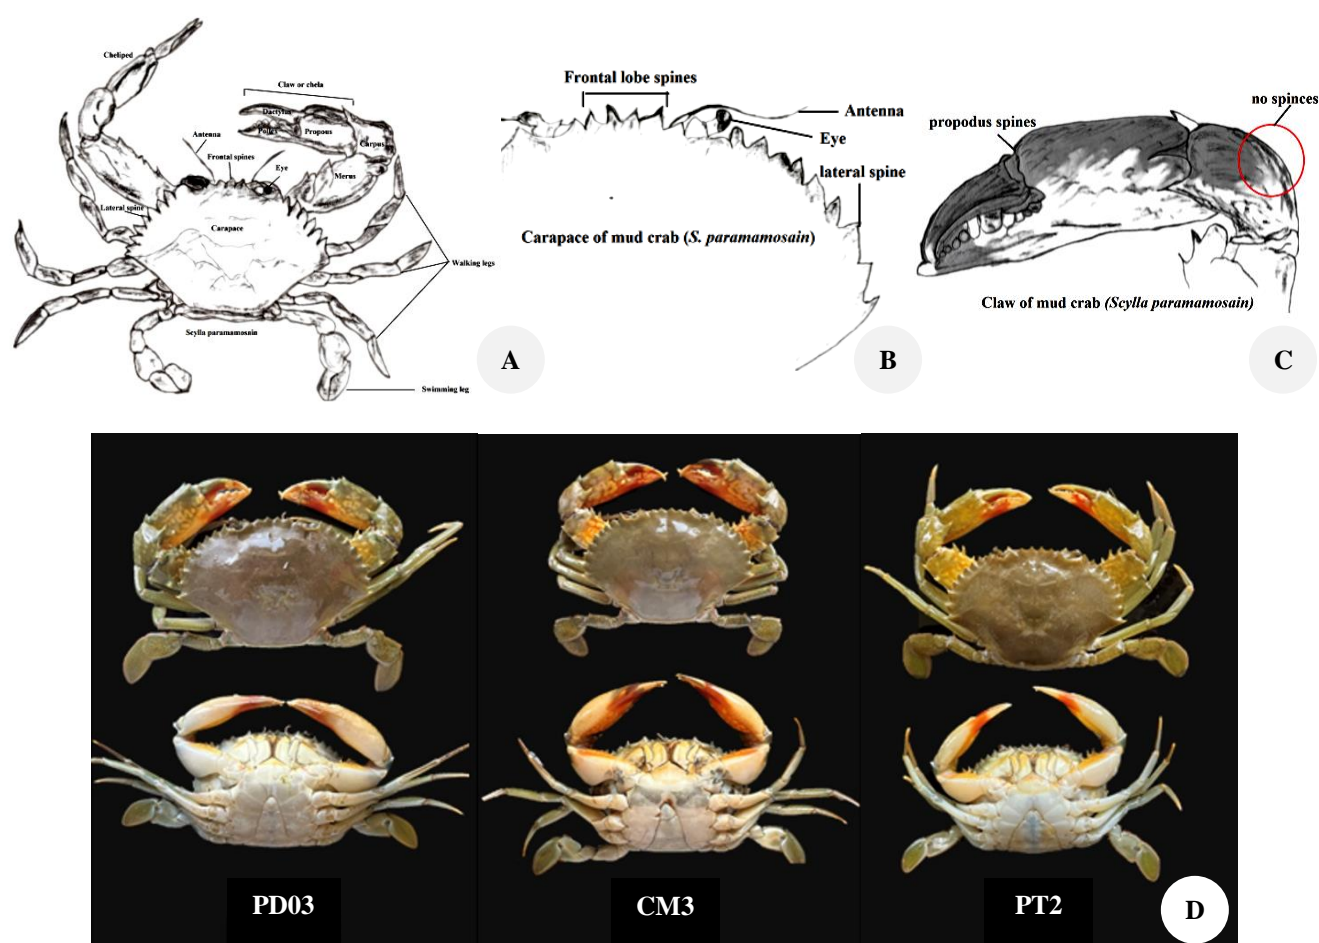 Cheliped
Claw or chela
Dactylus
Pollex
Propous
Carpus
Antenna
Frontal spines
Eye
Merus
Lateral spine
Carapace
Walking legs
Scylla paramamosain
Swimming leg
A
Frontal lobe spines
Antenna
Eye
lateral spine
Carapace of mud crab (S. paramamosain)
B
no spinces
propodus spines
Claw of mud crab (Scylla paramamosain)
C
PD03
CM3
PT2
D